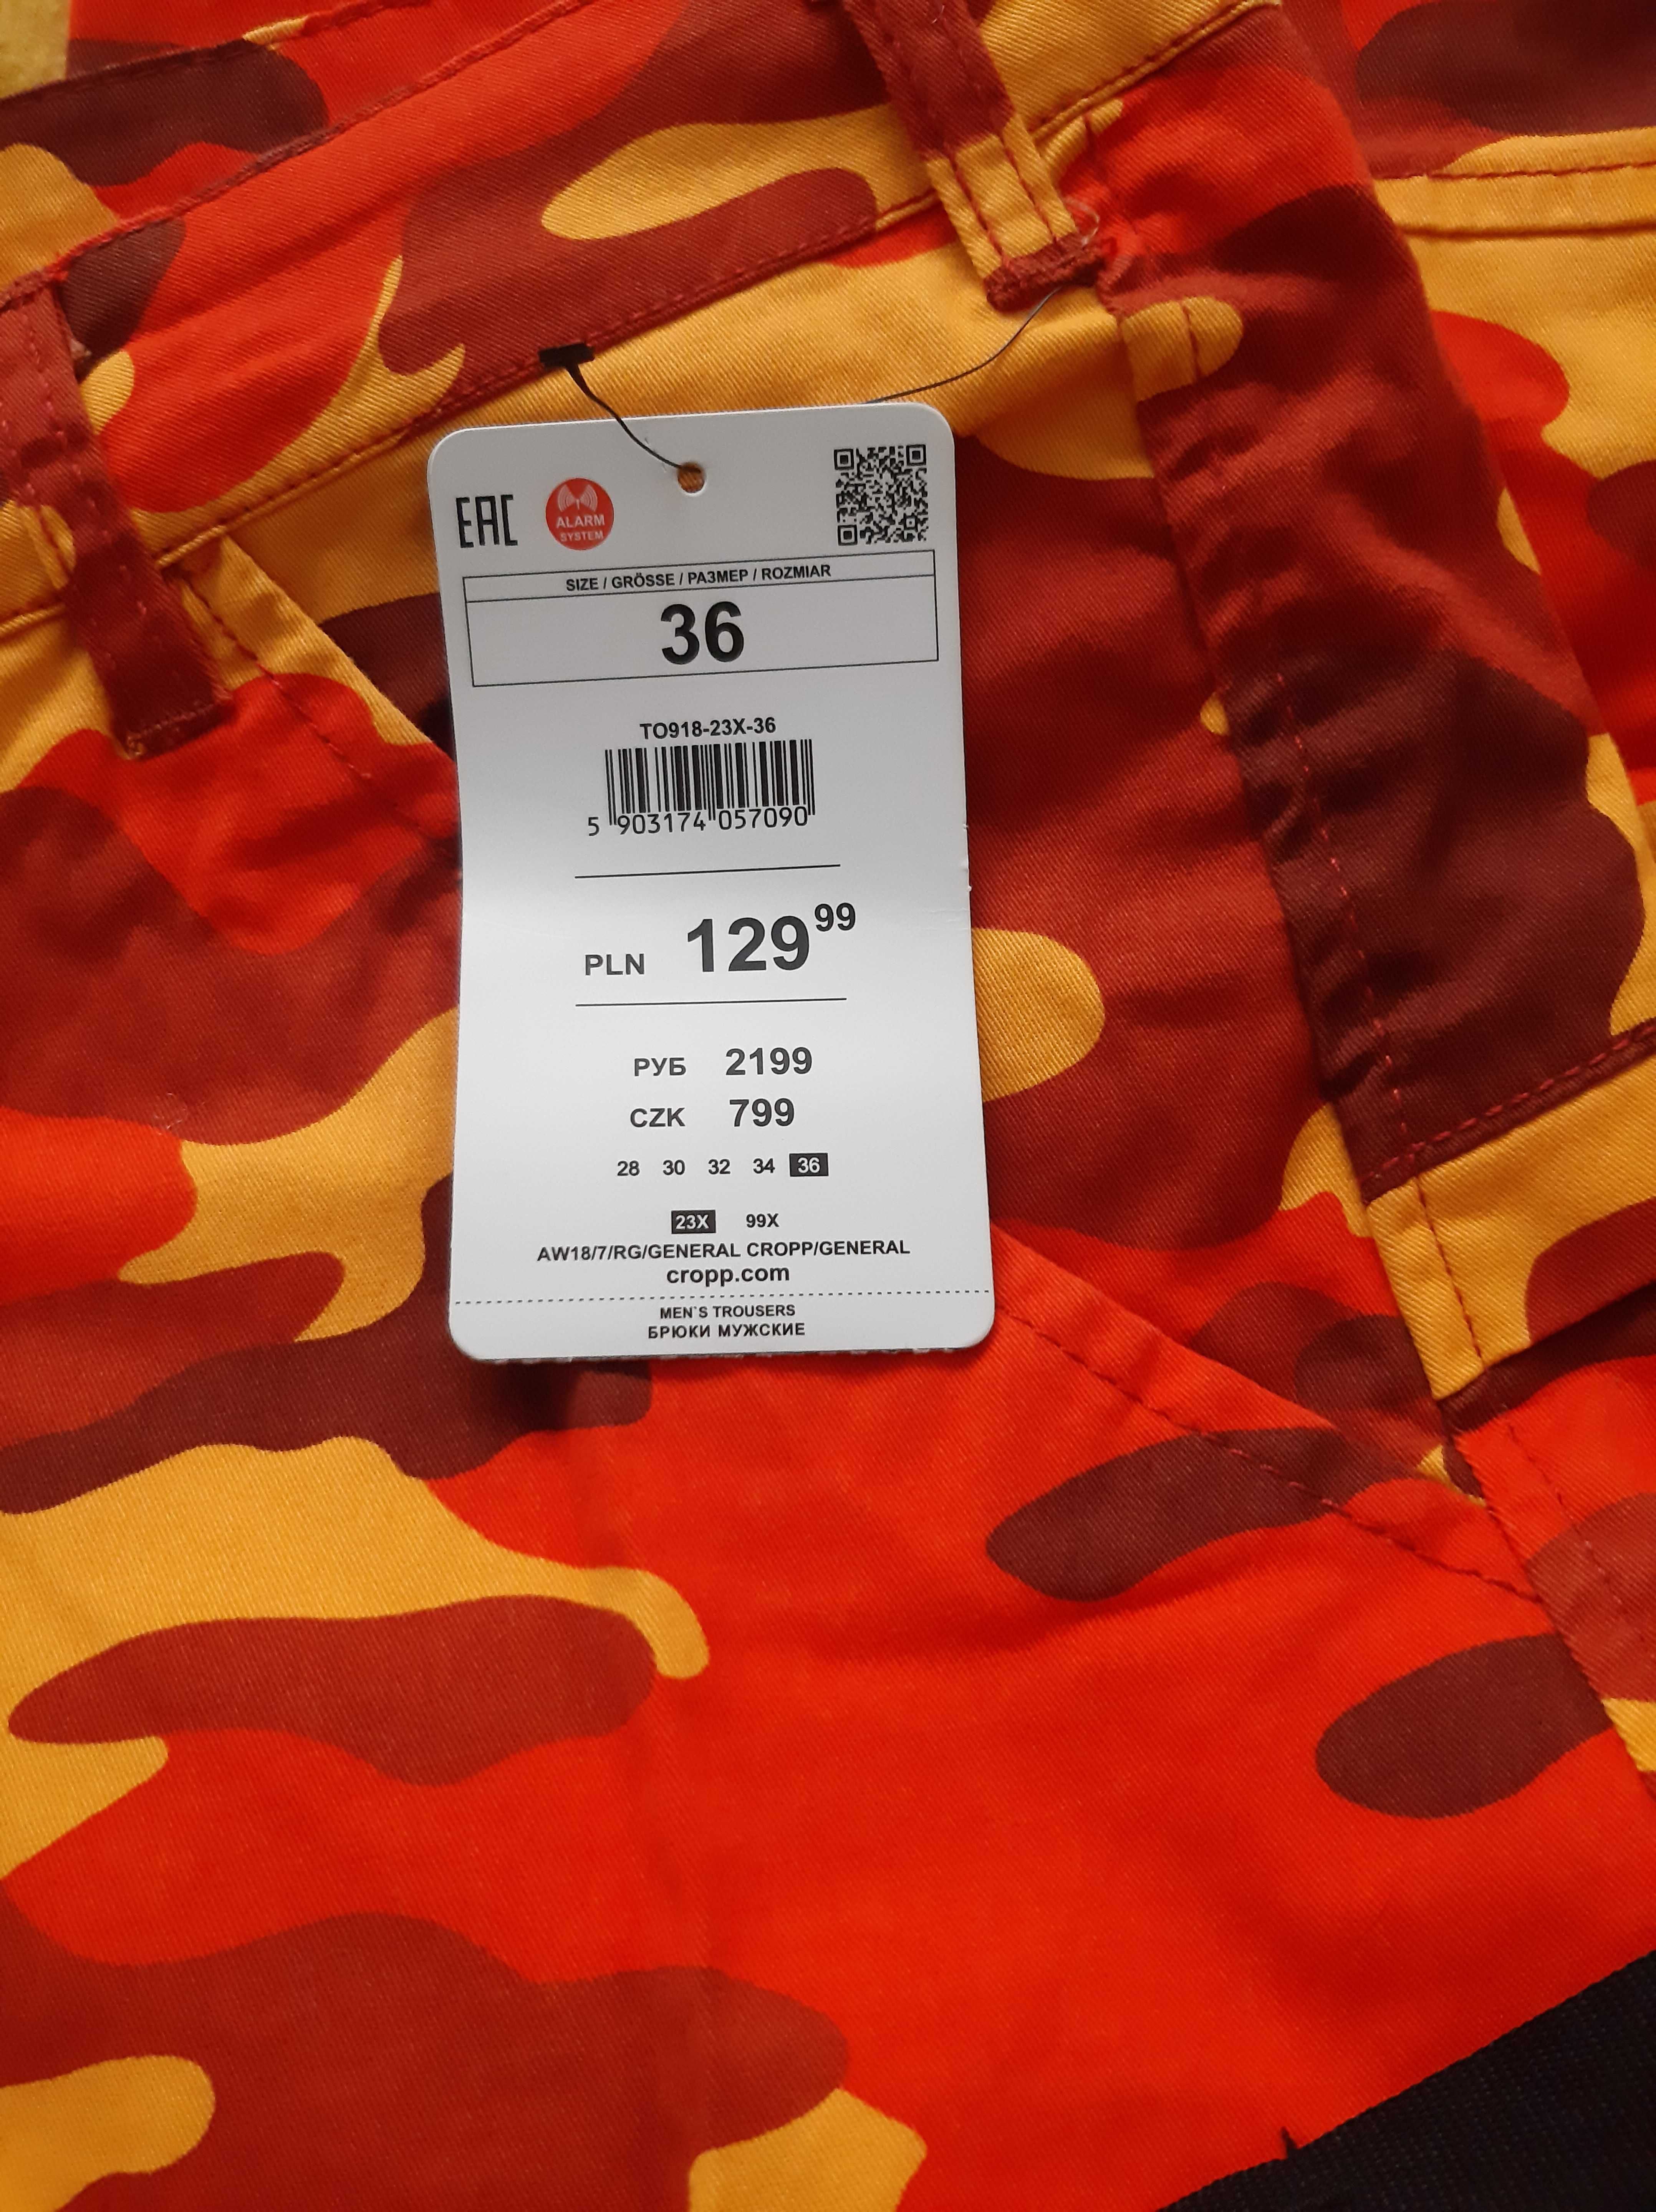 EAC
ALARM
SYSTEM
SIZE / GRÖSSE / РАЗМЕР / ROZMIAR
36
TO918-23X-36
5 903174 057090
PLN 129 99
РУБ 2199
CZK 799
28 30 32 34 36
23X 99X
AW18/7/RG/GENERAL CROPP/GENERAL
cropp.com
MEN`S TROUSERS
БРЮКИ МУЖСКИЕ